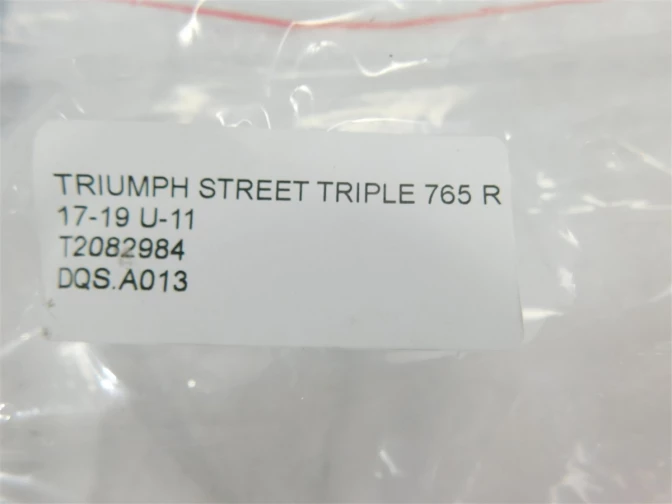 TRIUMPH STREET TRIPLE 765 R
17-19 U-11
T2082984
DQS.A013